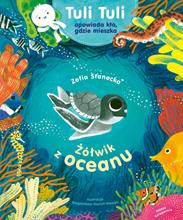 Tuli Tuli
opowiada kto,
gdzie mieszka
Zofia Stanecka
Żółwik
z oceanu